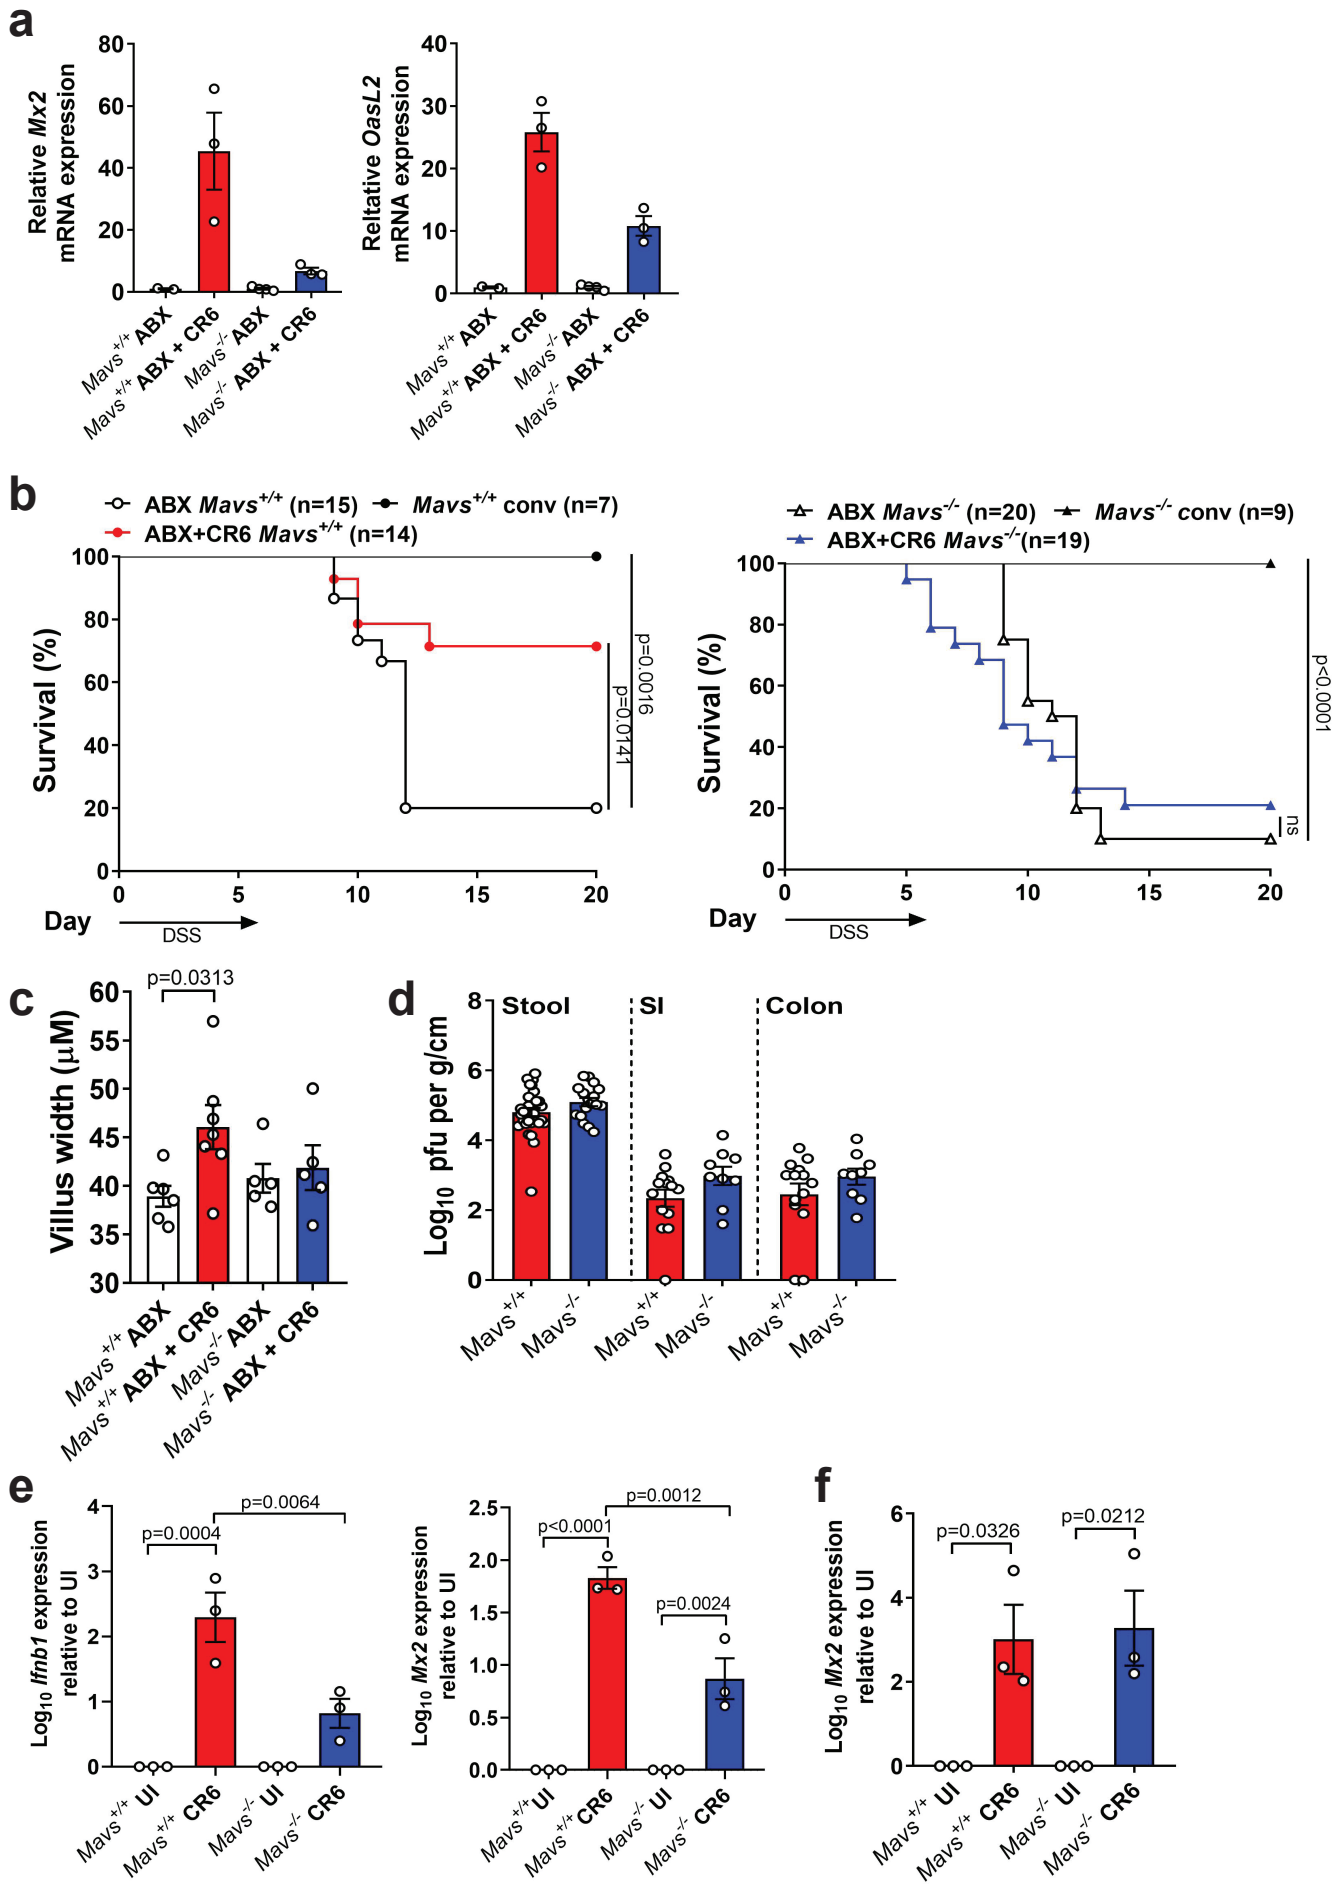 a
80
60
40
20
0
Relative Mx2
mRNA expression
Mavs+/+ ABX
Mavs+/+ ABX + CR6
Mavs-/- ABX
Mavs-/- ABX + CR6
40
30
20
10
0
Reltative OasL2
mRNA expression
Mavs+/+ ABX
Mavs+/+ ABX + CR6
Mavs-/- ABX
Mavs-/- ABX + CR6
b
ABX Mavs+/+ (n=15)
Mavs+/+ conv (n=7)
ABX+CR6 Mavs+/+ (n=14)
100
80
60
40
20
0
Survival (%)
0 5 10 15 20
Day
DSS
p=0.0141
p=0.0016
ABX Mavs-/- (n=20)
Mavs-/- conv (n=9)
ABX+CR6 Mavs-/-(n=19)
100
80
60
40
20
0
Survival (%)
0 5 10 15 20
Day
DSS
ns
p<0.0001
c
p=0.0313
60
55
50
45
40
35
30
Villus width (μM)
Mavs+/+ ABX
Mavs+/+ ABX + CR6
Mavs-/- ABX
Mavs-/- ABX + CR6
d
Stool SI Colon
8
6
4
2
0
Log10 pfu per g/cm
Mavs+/+
Mavs-/-
Mavs+/+
Mavs-/-
Mavs+/+
Mavs-/-
e
p=0.0064
p=0.0004
4
3
2
1
0
Log10 Ifnb1 expression
relative to UI
Mavs+/+ UI
Mavs+/+ CR6
Mavs-/- UI
Mavs-/- CR6
p=0.0012
p<0.0001
p=0.0024
2.5
2.0
1.5
1.0
0.5
0.0
Log10 Mx2 expression
relative to UI
Mavs+/+ UI
Mavs+/+ CR6
Mavs-/- UI
Mavs-/- CR6
f
p=0.0326
p=0.0212
6
4
2
0
Log10 Mx2 expression
relative to UI
Mavs+/+ UI
Mavs+/+ CR6
Mavs-/- UI
Mavs-/- CR6